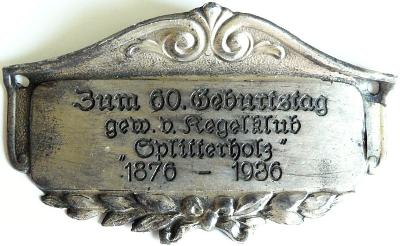 Zum 60. Geburtstag
gew. v. Kegelklub
"Splitterholz"
1876 - 1936